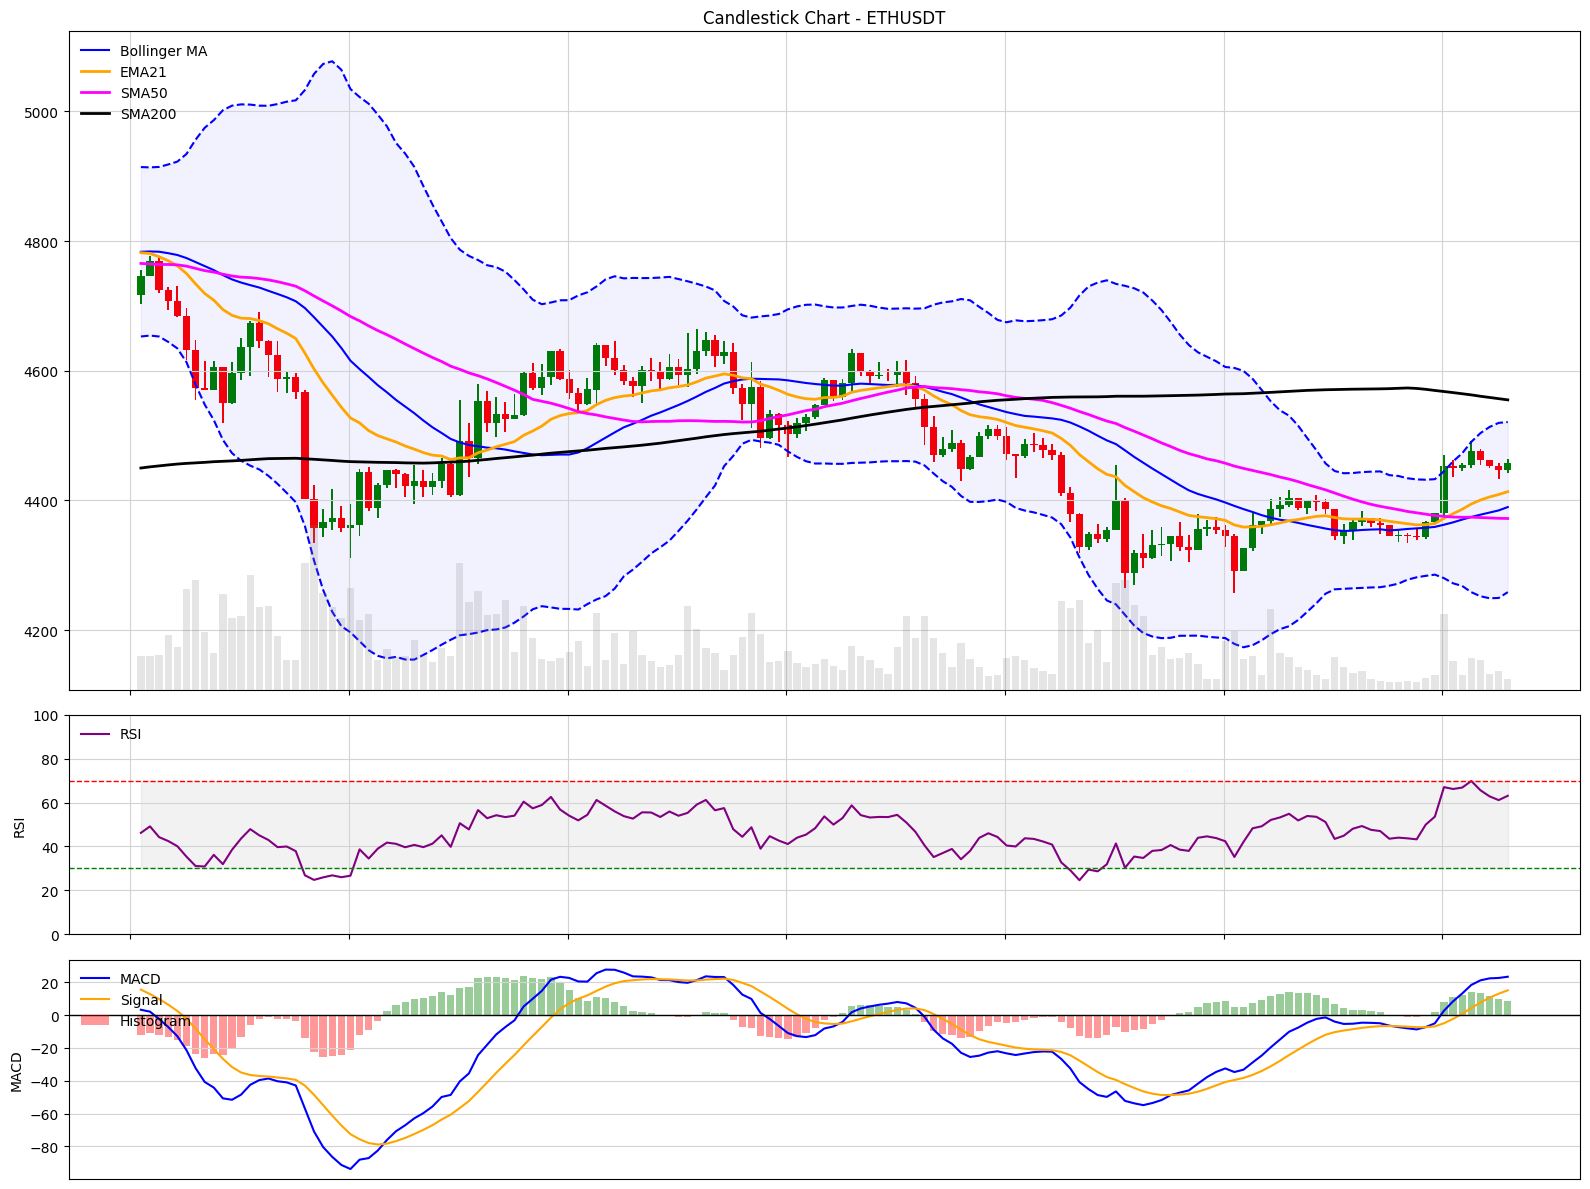 Candlestick Chart - ETHUSDT
Bollinger MA
EMA21
SMA50
SMA200
5000
4800
4600
4400
4200
RSI
100
80
60
40
20
0
RSI
MACD
Signal
Histogram
20
0
−20
−40
−60
−80
MACD